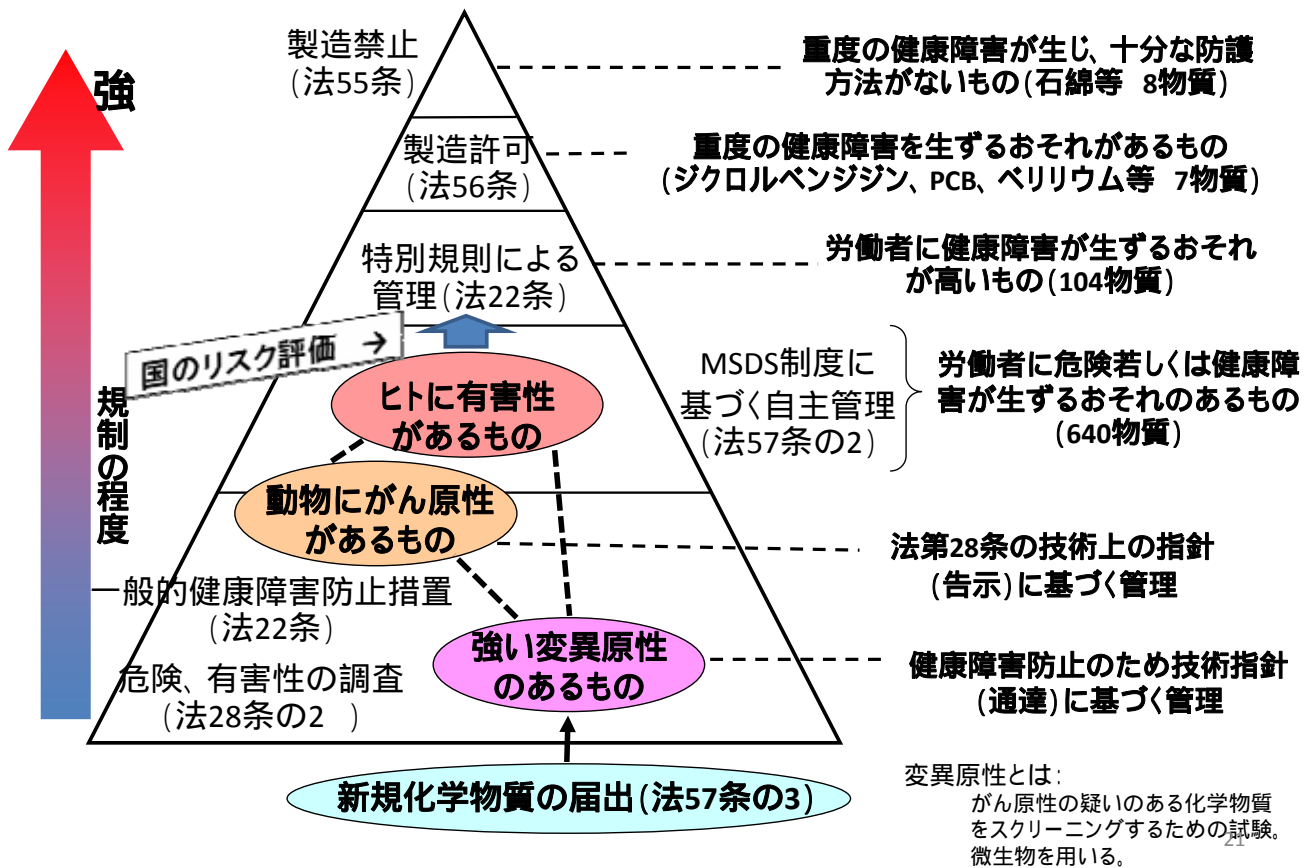 製造禁止
(法55条)
重度の健康障害が生じ、十分な防護
方法がないもの(石綿等 8物質)
強
製造許可
(法56条)
重度の健康障害を生ずるおそれがあるもの
(ジクロルベンジジン、PCB、ベリリウム等 7物質)
特別規則による
管理(法22条)
労働者に健康障害が生ずるおそれ
が高いもの(104物質)
国のリスク評価 →
規制の程度
ヒトに有害性
があるもの
MSDS制度に
基づく自主管理
(法57条の2)
労働者に危険若しくは健康障
害が生ずるおそれのあるもの
(640物質)
動物にがん原性
があるもの
法第28条の技術上の指針
(告示)に基づく管理
一般的健康障害防止措置
(法22条)
強い変異原性
のあるもの
健康障害防止のため技術指針
(通達)に基づく管理
危険、有害性の調査
(法28条の2 )
新規化学物質の届出(法57条の3)
変異原性とは:
がん原性の疑いのある化学物質
をスクリーニングするための試験。
微生物を用いる。
21